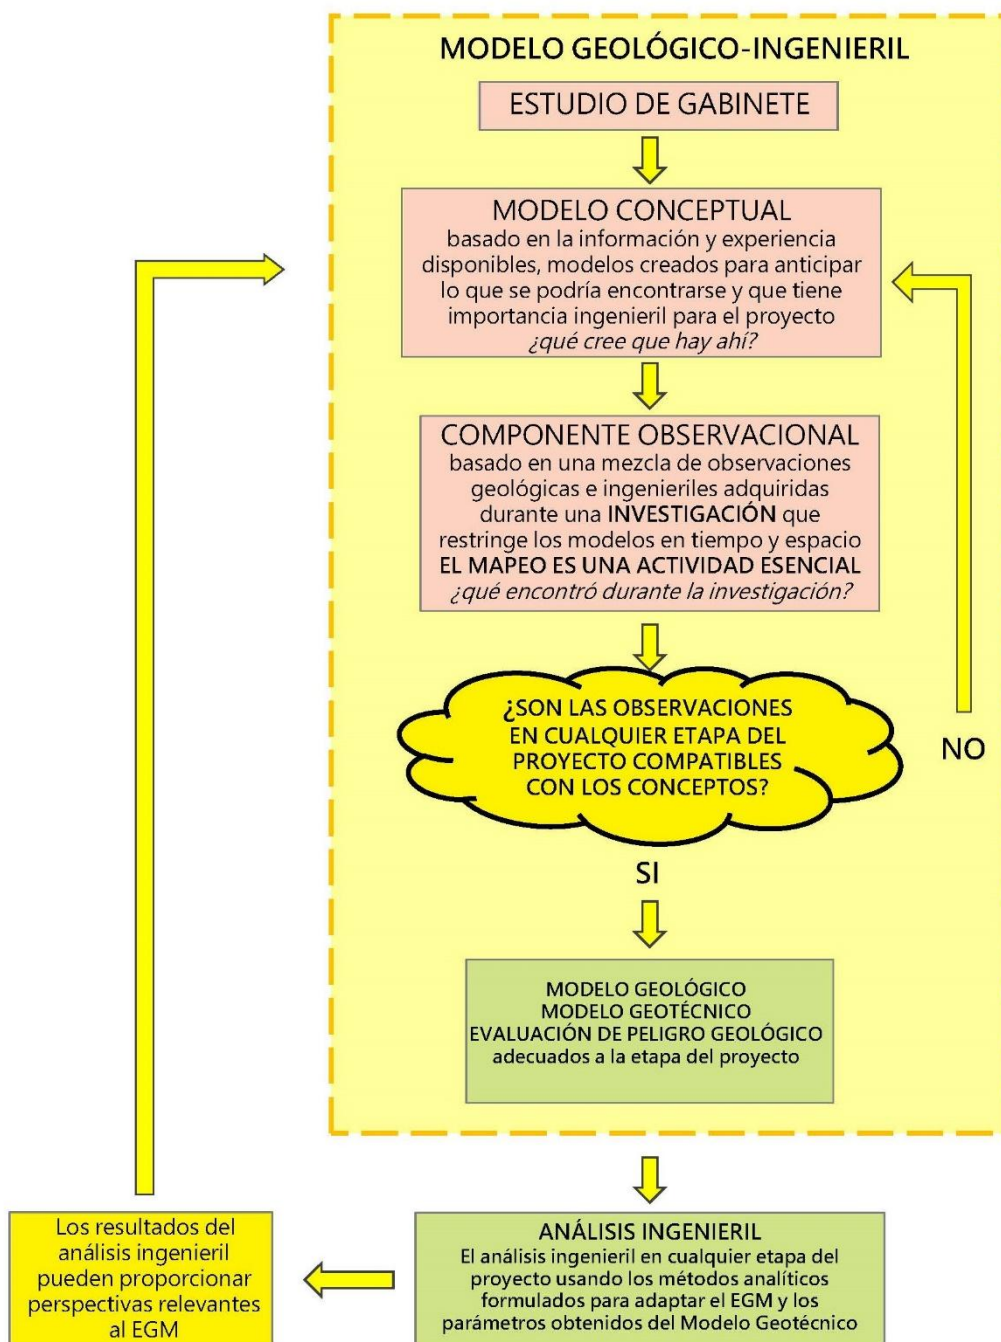 MODELO GEOLÓGICO-INGENIERIL
ESTUDIO DE GABINETE
MODELO CONCEPTUAL
basado en la información y experiencia
disponibles, modelos creados para anticipar
lo que se podría encontrarse y que tiene
importancia ingenieril para el proyecto
¿qué cree que hay ahí?
COMPONENTE OBSERVACIONAL
basado en una mezcla de observaciones
geológicas e ingenieriles adquiridas
durante una INVESTIGACIÓN que
restringe los modelos en tiempo y espacio
EL MAPEO ES UNA ACTIVIDAD ESENCIAL
¿qué encontró durante la investigación?
¿SON LAS OBSERVACIONES
EN CUALQUIER ETAPA DEL
PROYECTO COMPATIBLES
CON LOS CONCEPTOS?
NO
SI
MODELO GEOLÓGICO
MODELO GEOTÉCNICO
EVALUACIÓN DE PELIGRO GEOLÓGICO
adecuados a la etapa del proyecto
ANÁLISIS INGENIERIL
El análisis ingenieril en cualquier etapa del
proyecto usando los métodos analíticos
formulados para adaptar el EGM y los
parámetros obtenidos del Modelo Geotécnico
Los resultados del
análisis ingenieril
pueden proporcionar
perspectivas relevantes
al EGM